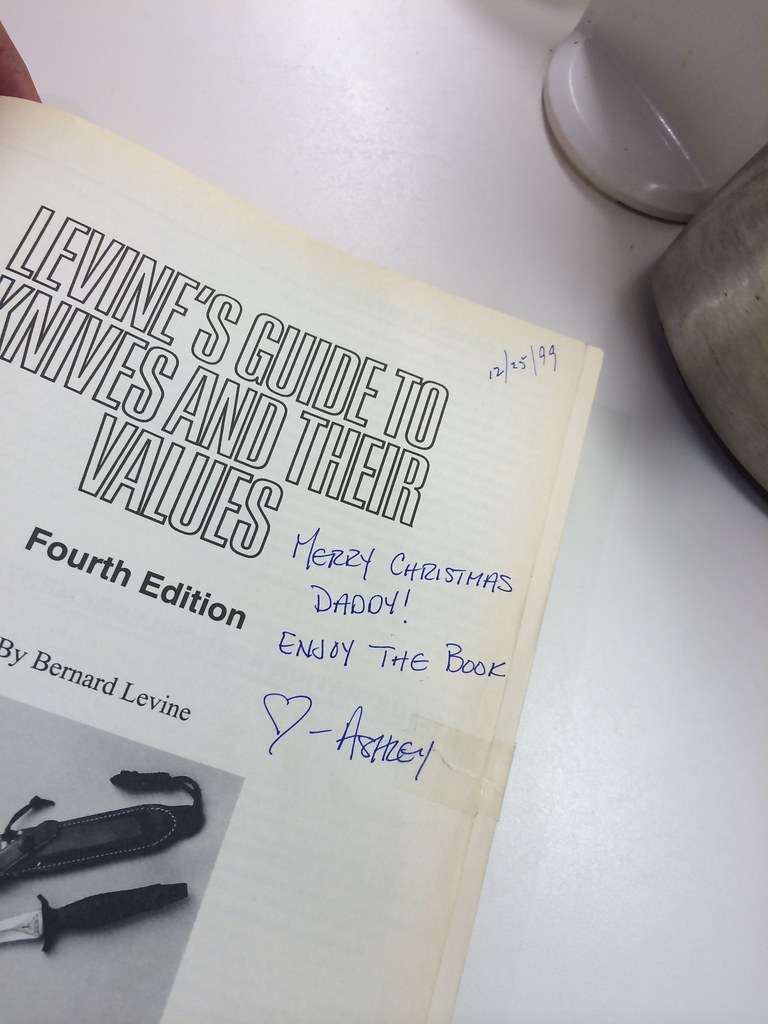 12/25/99
LEVINE'S GUIDE TO
KNIVES AND THEIR
VALUES
Fourth Edition
MERRY CHRISTMAS
DADDY!
ENJOY THE BOOK
By Bernard Levine
♡ - ASHLEY